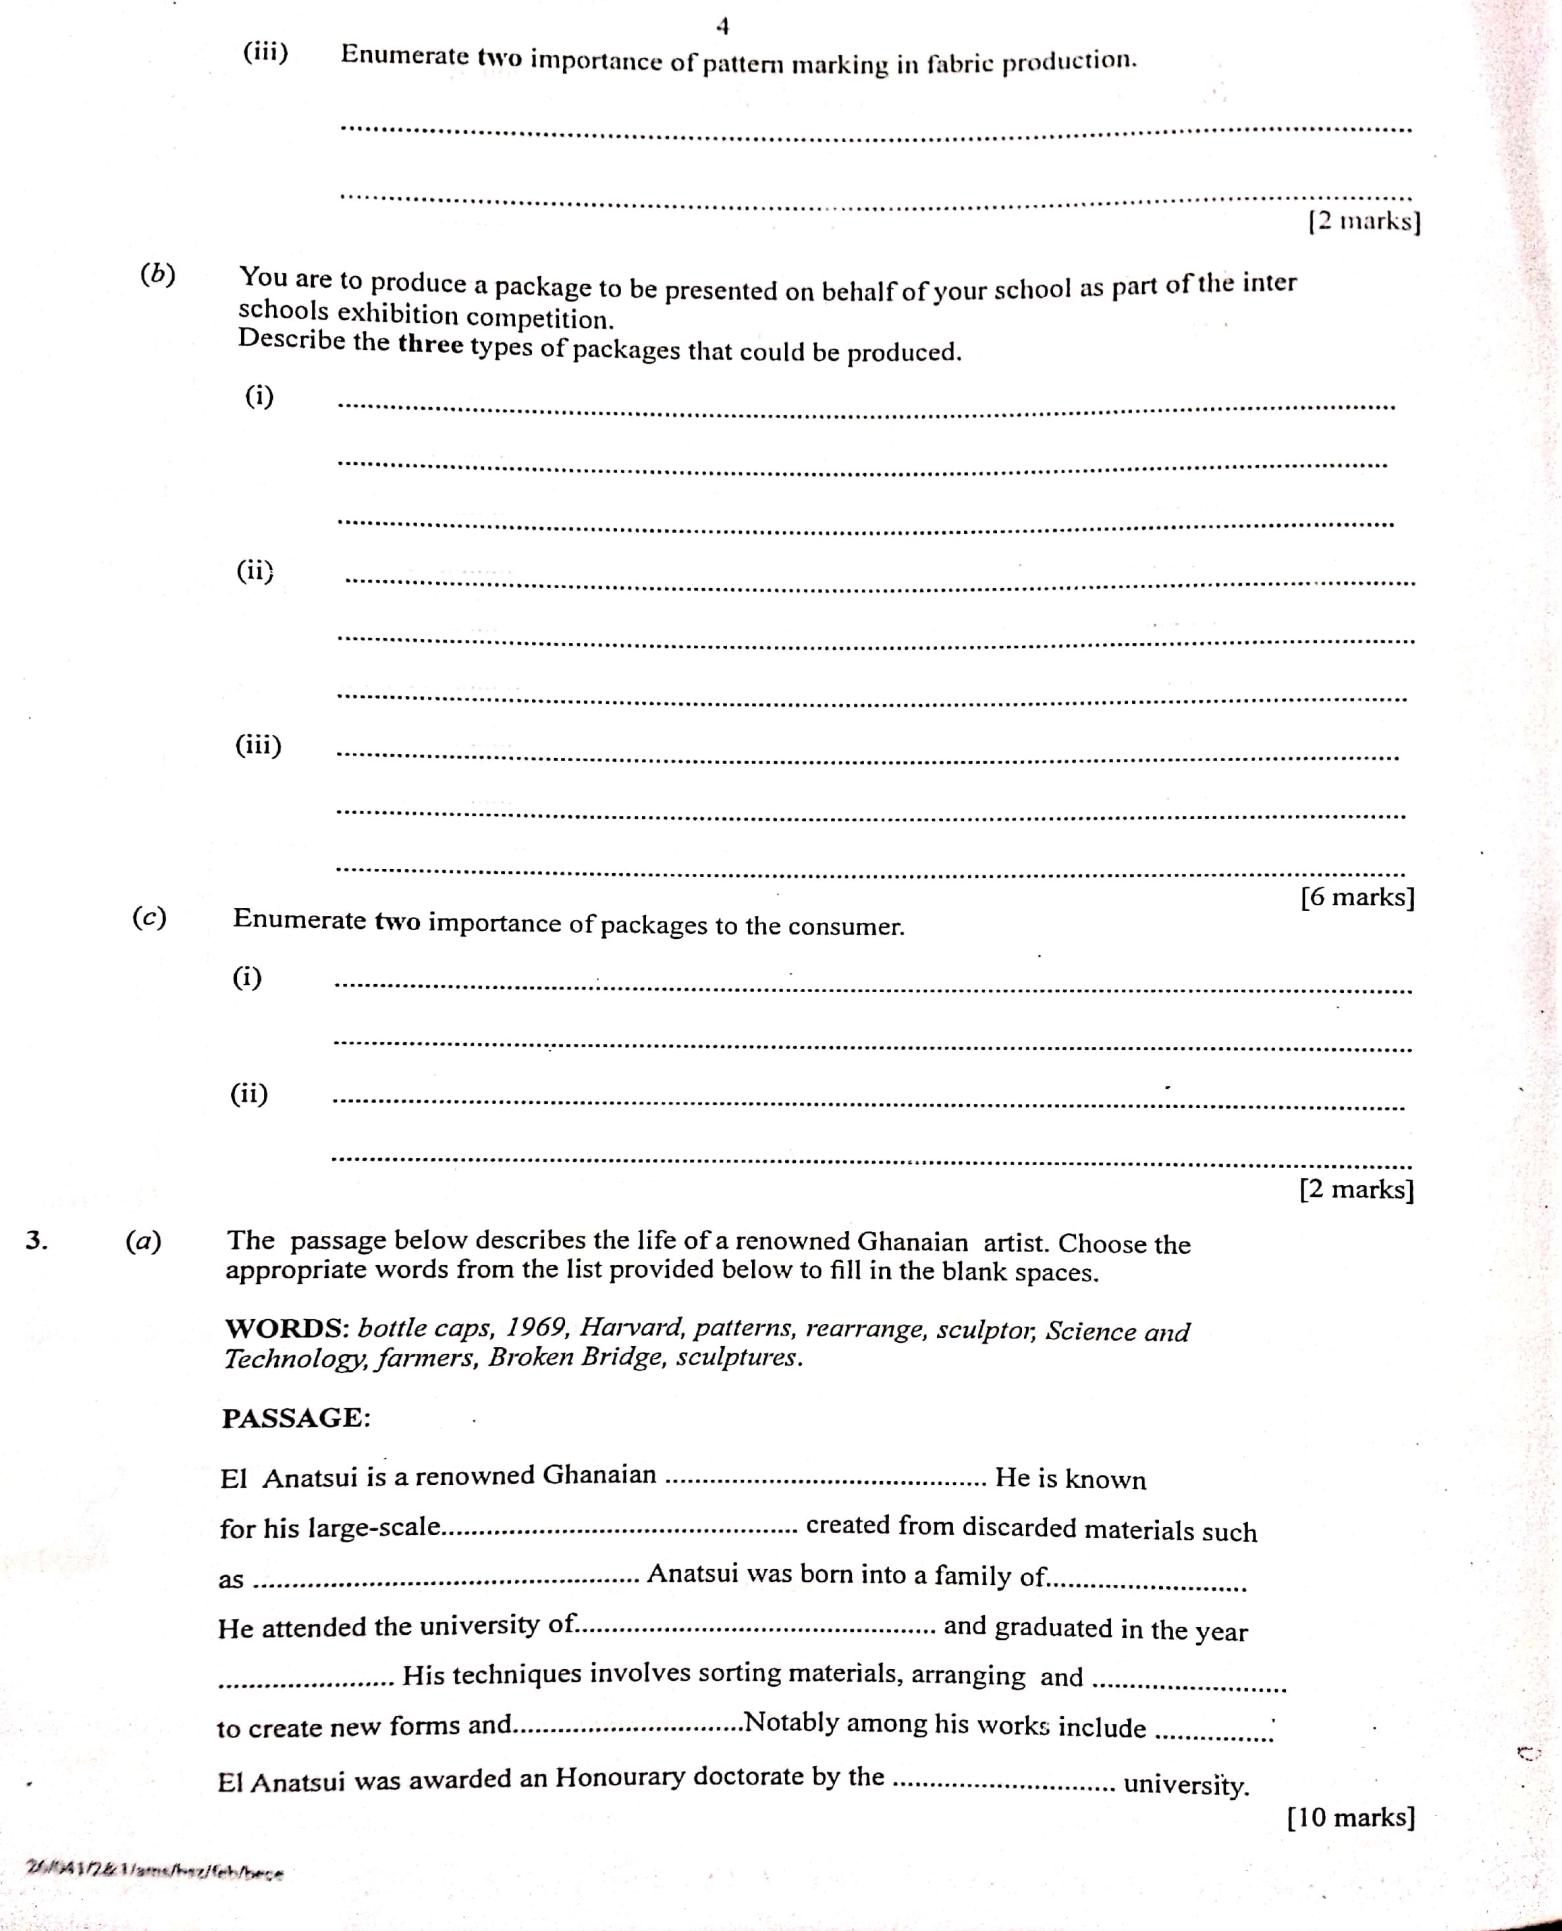 4
(iii) Enumerate two importance of pattern marking in fabric production.
........................................................................
........................................................................
[2 marks]
(b) You are to produce a package to be presented on behalf of your school as part of the inter
schools exhibition competition.
Describe the three types of packages that could be produced.
(i) ........................................................................
........................................................................
........................................................................
(ii) ........................................................................
........................................................................
........................................................................
(iii) ........................................................................
........................................................................
........................................................................
[6 marks]
(c) Enumerate two importance of packages to the consumer.
(i) ........................................................................
........................................................................
(ii) ........................................................................
........................................................................
[2 marks]
3. (a) The passage below describes the life of a renowned Ghanaian artist. Choose the
appropriate words from the list provided below to fill in the blank spaces.
WORDS: bottle caps, 1969, Harvard, patterns, rearrange, sculptor, Science and
Technology, farmers, Broken Bridge, sculptures.
PASSAGE:
El Anatsui is a renowned Ghanaian ........................................ He is known
for his large-scale............................................. created from discarded materials such
as ................................................ Anatsui was born into a family of.........................
He attended the university of............................................. and graduated in the year
....................... His techniques involves sorting materials, arranging and .........................
to create new forms and..............................Notably among his works include ...............
El Anatsui was awarded an Honourary doctorate by the ............................. university.
[10 marks]